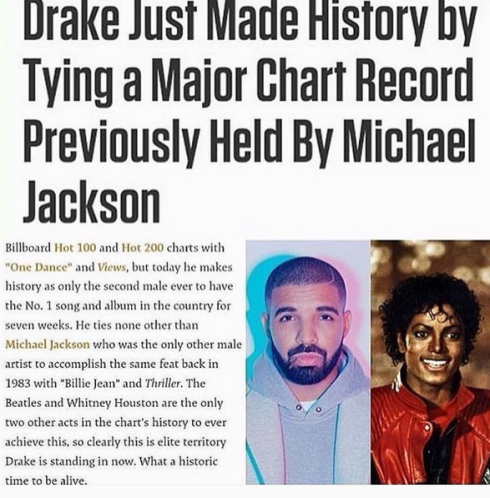 Drake Just Made History by
Tying a Major Chart Record
Previously Held By Michael
Jackson
Billboard Hot 100 and Hot 200 charts with
"One Dance" and Views, but today he makes
history as only the second male ever to have
the No. 1 song and album in the country for
seven weeks. He ties none other than
Michael Jackson who was the only other male
artist to accomplish the same feat back in
1983 with "Billie Jean" and Thriller. The
Beatles and Whitney Houston are the only
two other acts in the chart's history to ever
achieve this, so clearly this is elite territory
Drake is standing in now. What a historic
time to be alive.